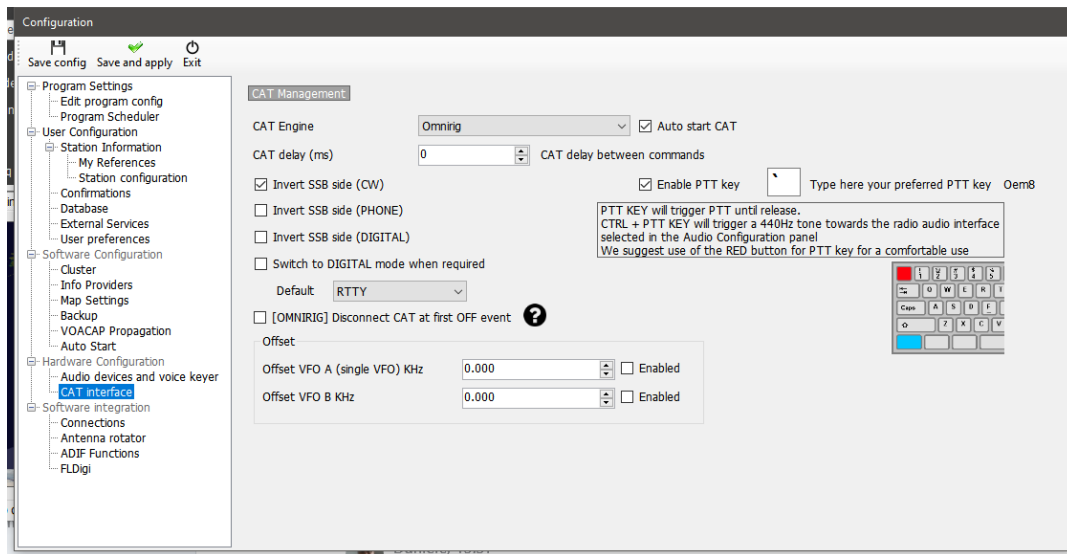 Configuration
Save config Save and apply Exit
Program Settings
Edit program config
Program Scheduler
User Configuration
Station Information
My References
Station configuration
Confirmations
Database
External Services
User preferences
Software Configuration
Cluster
Info Providers
Map Settings
Backup
VOACAP Propagation
Auto Start
Hardware Configuration
Audio devices and voice keyer
CAT interface
Software integration
Connections
Antenna rotator
ADIF Functions
FLDigi
CAT Management
CAT Engine Omnirig Auto start CAT
CAT delay (ms) 0 CAT delay between commands
Invert SSB side (CW) Enable PTT key ` Type here your preferred PTT key Oem8
Invert SSB side (PHONE)
Invert SSB side (DIGITAL)
Switch to DIGITAL mode when required
Default RTTY
[OMNIRIG] Disconnect CAT at first OFF event ?
PTT KEY will trigger PTT until release.
CTRL + PTT KEY will trigger a 440Hz tone towards the radio audio interface
selected in the Audio Configuration panel
We suggest use of the RED button for PTT key for a comfortable use
Caps A S D F
Z X C V
Offset
Offset VFO A (single VFO) KHz 0.000 Enabled
Offset VFO B KHz 0.000 Enabled